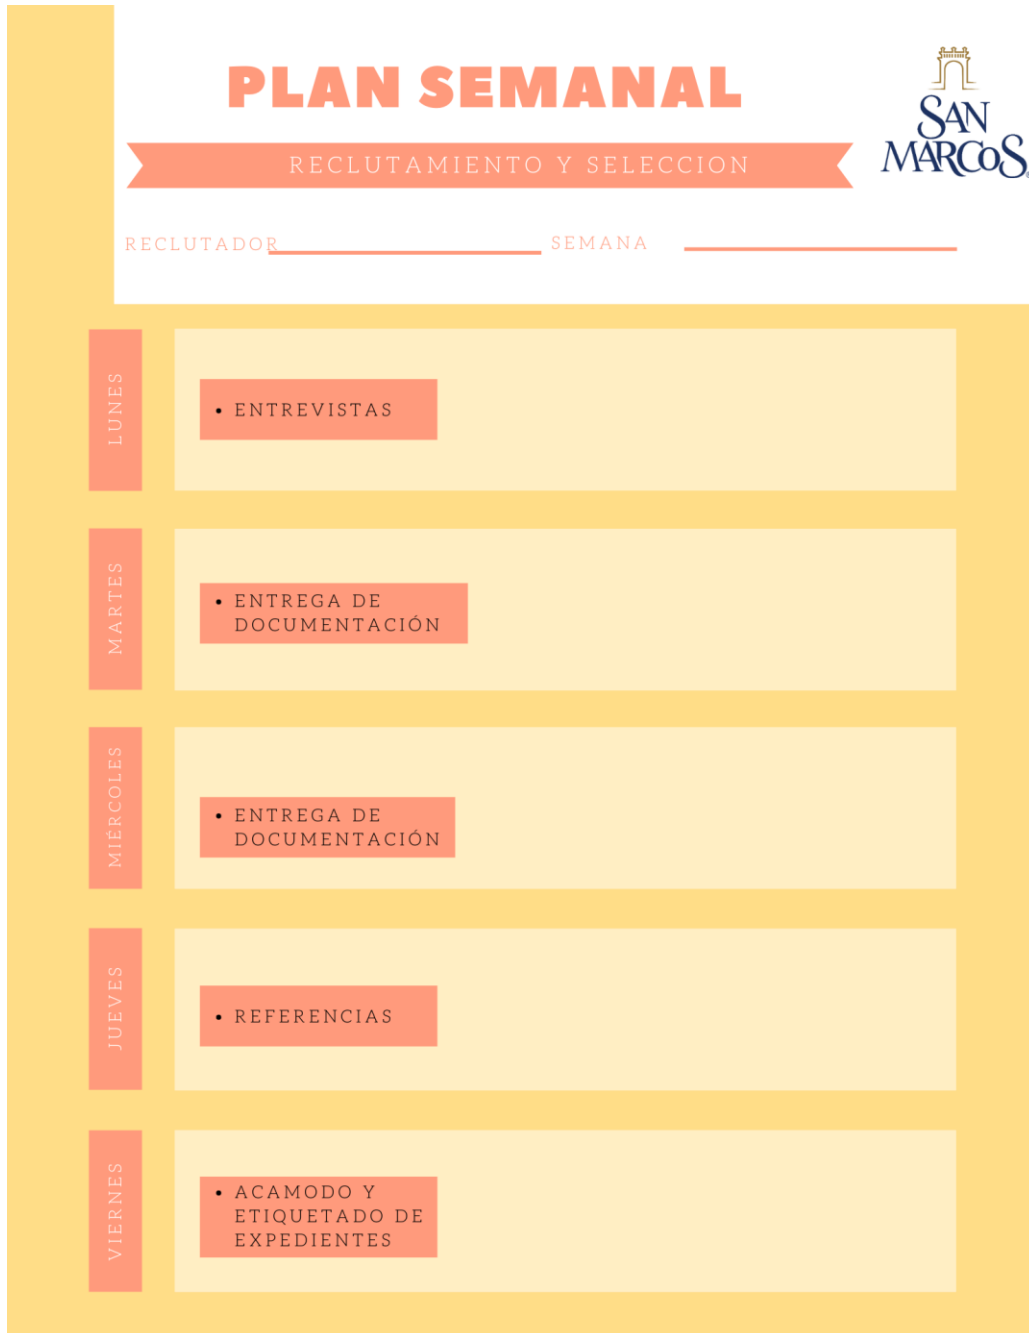 PLAN SEMANAL
SAN
MARCOS
RECLUTAMIENTO Y SELECCION
RECLUTADOR
SEMANA
LUNES
• ENTREVISTAS
MARTES
• ENTREGA DE
DOCUMENTACIÓN
MIÉRCOLES
• ENTREGA DE
DOCUMENTACIÓN
JUEVES
• REFERENCIAS
VIERNES
• ACAMODO Y
ETIQUETADO DE
EXPEDIENTES